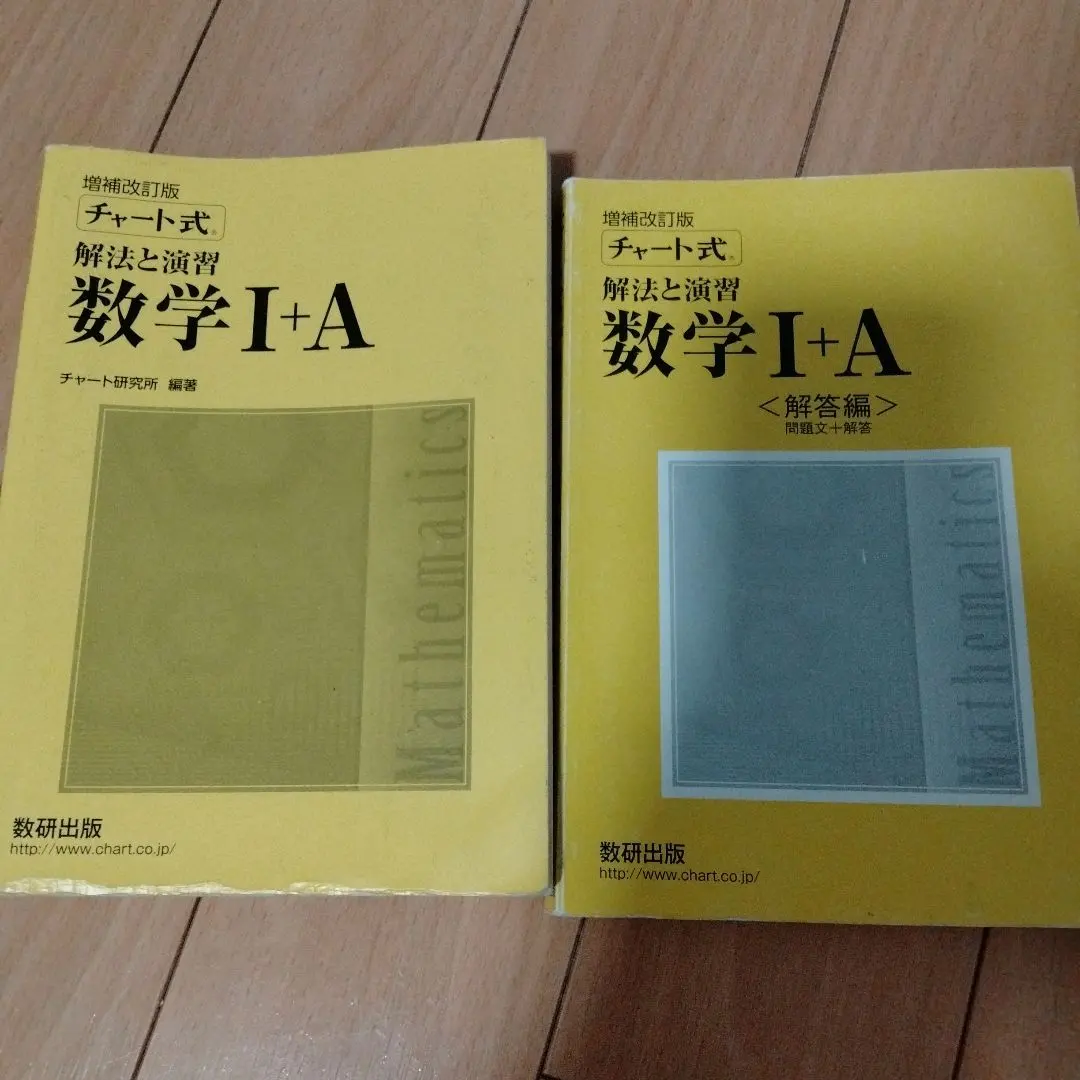 増補改訂版
チャート式®
解法と演習
数学I+A
チャート研究所 編著
Mathematics
数研出版
http://www.chart.co.jp/
増補改訂版
チャート式®
解法と演習
数学I+A
<解答編>
問題文+解答
Mathematics
数研出版
http://www.chart.co.jp/